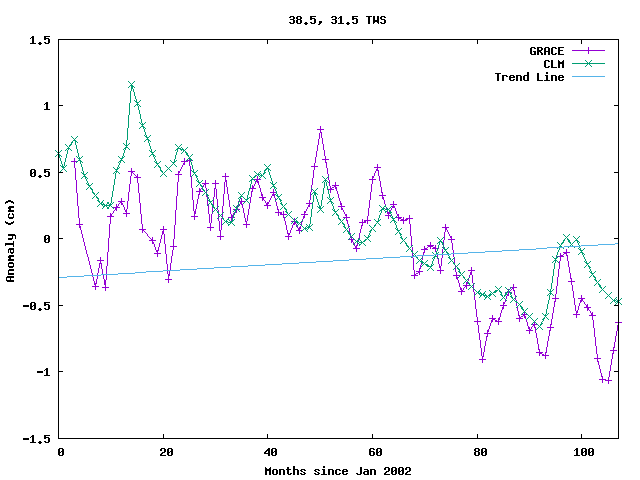 38.5, 31.5 TWS
GRACE
CLM
Trend Line
1.5
1
0.5
0
-0.5
-1
-1.5
Anomaly (cm)
0 20 40 60 80 100
Months since Jan 2002